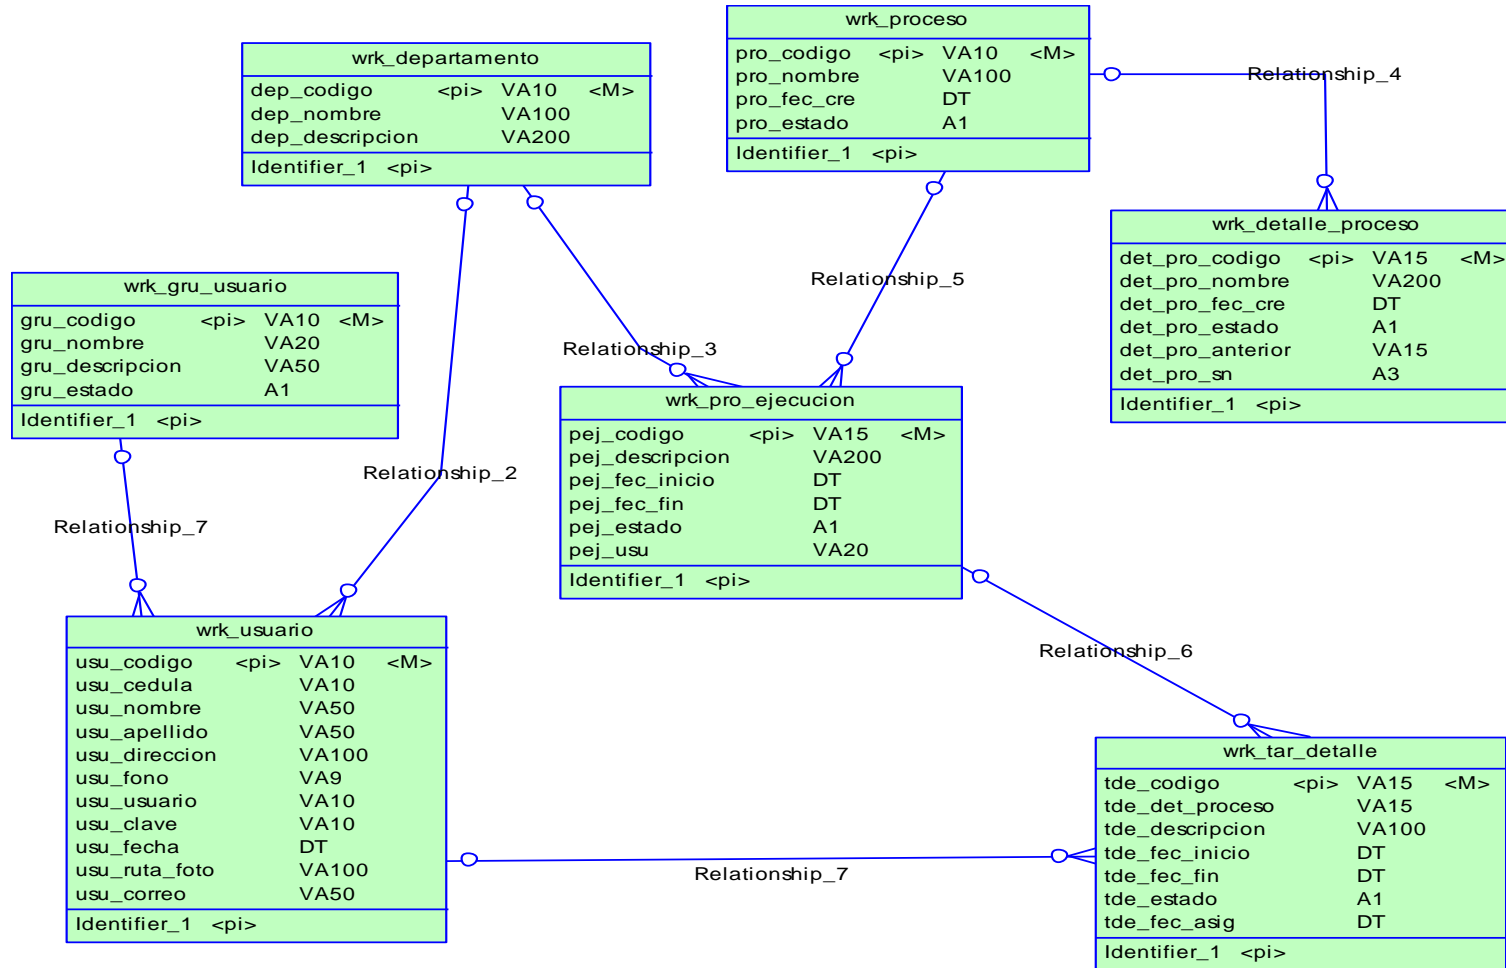 wrk_proceso
pro_codigo <pi> VA10 <M>
pro_nombre VA100
pro_fec_cre DT
pro_estado A1
Identifier_1 <pi>
wrk_departamento
dep_codigo <pi> VA10 <M>
dep_nombre VA100
dep_descripcion VA200
Identifier_1 <pi>
Relationship_4
wrk_detalle_proceso
det_pro_codigo <pi> VA15 <M>
det_pro_nombre VA200
det_pro_fec_cre DT
det_pro_estado A1
det_pro_anterior VA15
det_pro_sn A3
Identifier_1 <pi>
wrk_gru_usuario
gru_codigo <pi> VA10 <M>
gru_nombre VA20
gru_descripcion VA50
gru_estado A1
Identifier_1 <pi>
Relationship_5
Relationship_3
wrk_pro_ejecucion
pej_codigo <pi> VA15 <M>
pej_descripcion VA200
pej_fec_inicio DT
pej_fec_fin DT
pej_estado A1
pej_usu VA20
Identifier_1 <pi>
Relationship_2
Relationship_7
wrk_usuario
usu_codigo <pi> VA10 <M>
usu_cedula VA10
usu_nombre VA50
usu_apellido VA50
usu_direccion VA100
usu_fono VA9
usu_usuario VA10
usu_clave VA10
usu_fecha DT
usu_ruta_foto VA100
usu_correo VA50
Identifier_1 <pi>
Relationship_6
Relationship_7
wrk_tar_detalle
tde_codigo <pi> VA15 <M>
tde_det_proceso VA15
tde_descripcion VA100
tde_fec_inicio DT
tde_fec_fin DT
tde_estado A1
tde_fec_asig DT
Identifier_1 <pi>